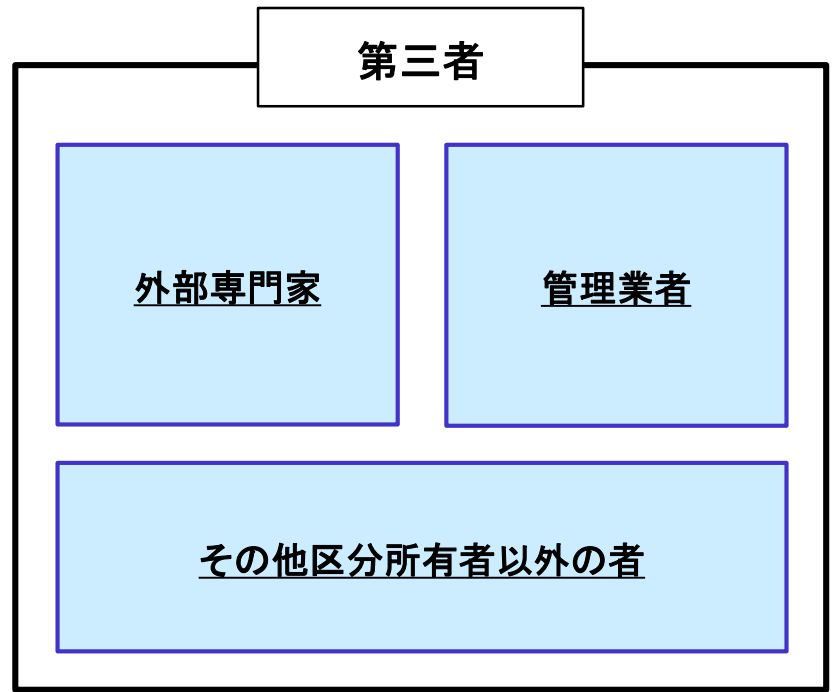 第三者
外部専門家
管理業者
その他区分所有者以外の者